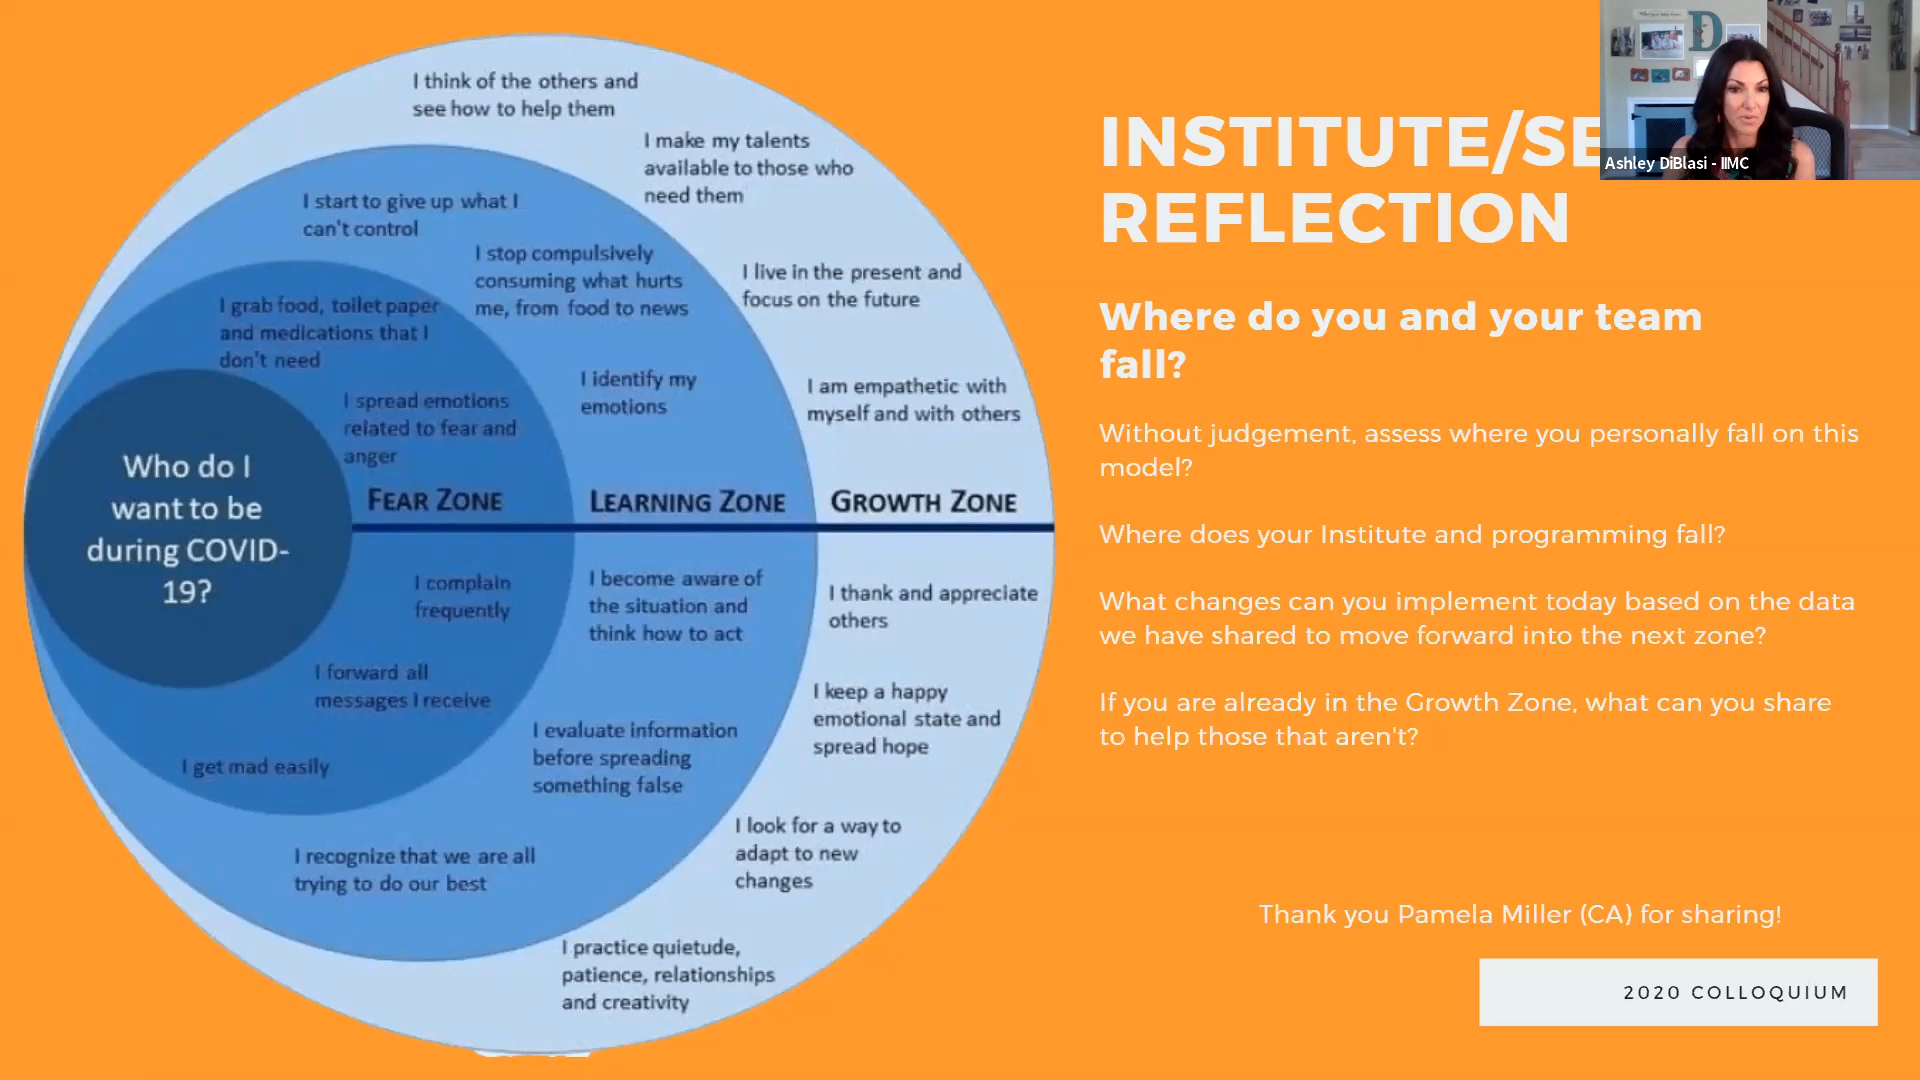 I think of the others and
see how to help them
I make my talents
available to those who
need them
I start to give up what I
can't control
I stop compulsively
consuming what hurts
me, from food to news
I live in the present and
focus on the future
I grab food, toilet paper
and medications that I
don't need
I identify my
emotions
I am empathetic with
myself and with others
I spread emotions
related to fear and
anger
Who do I
want to be
during COVID-
19?
FEAR ZONE
LEARNING ZONE
GROWTH ZONE
I complain
frequently
I become aware of
the situation and
think how to act
I thank and appreciate
others
I forward all
messages I receive
I keep a happy
emotional state and
spread hope
I evaluate information
before spreading
something false
I get mad easily
I look for a way to
adapt to new
changes
I recognize that we are all
trying to do our best
I practice quietude,
patience, relationships
and creativity
INSTITUTE/SE
REFLECTION
Where do you and your team
fall?
Without judgement, assess where you personally fall on this
model?
Where does your Institute and programming fall?
What changes can you implement today based on the data
we have shared to move forward into the next zone?
If you are already in the Growth Zone, what can you share
to help those that aren't?
Thank you Pamela Miller (CA) for sharing!
2020 COLLOQUIUM
D
Ashley DiBlasi - IIMC